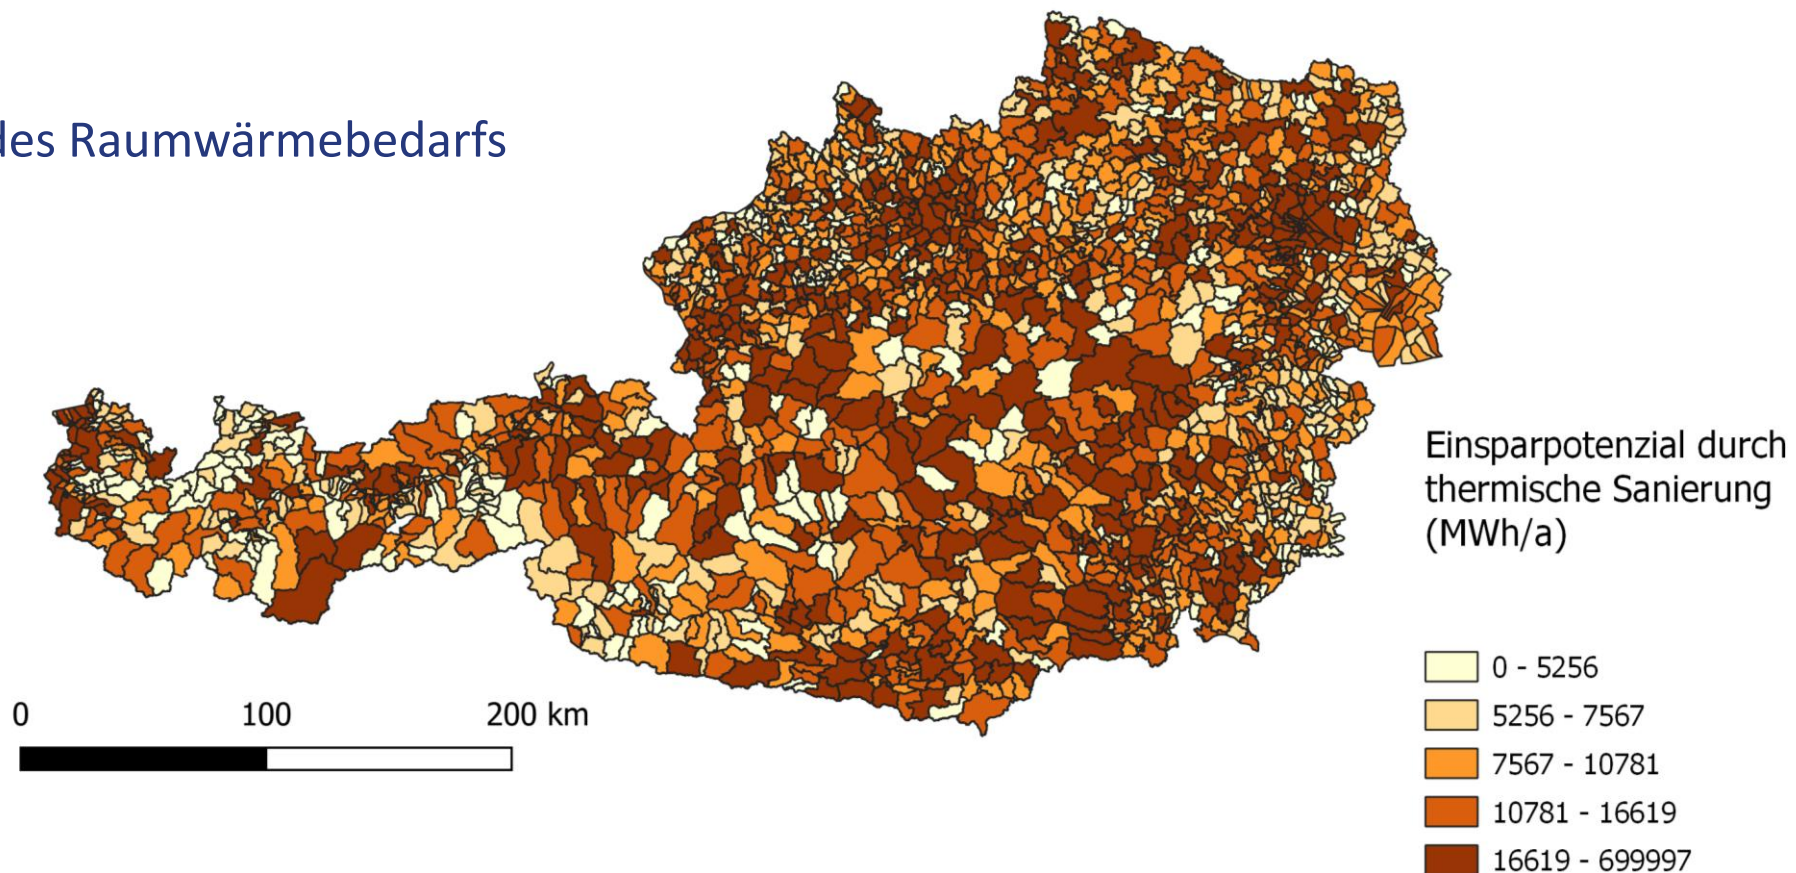 des Raumwärmebedarfs
Einsparpotenzial durch
thermische Sanierung
(MWh/a)
0 - 5256
5256 - 7567
7567 - 10781
10781 - 16619
16619 - 699997
0 100 200 km